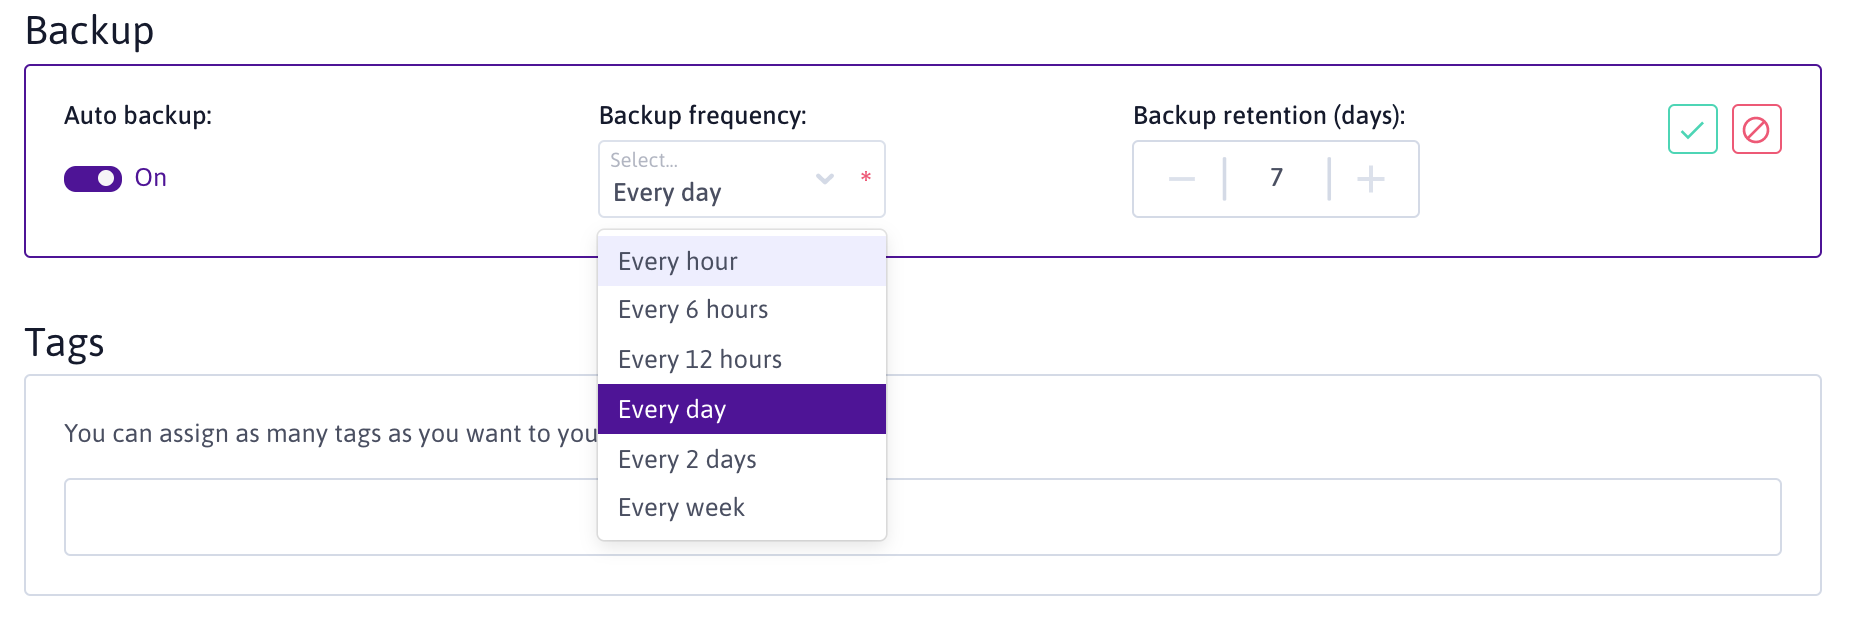 Backup
Auto backup:
On
Backup frequency:
Select...
Every day
*
Every hour
Every 6 hours
Every 12 hours
Every day
Every 2 days
Every week
Backup retention (days):
7
Tags
You can assign as many tags as you want to